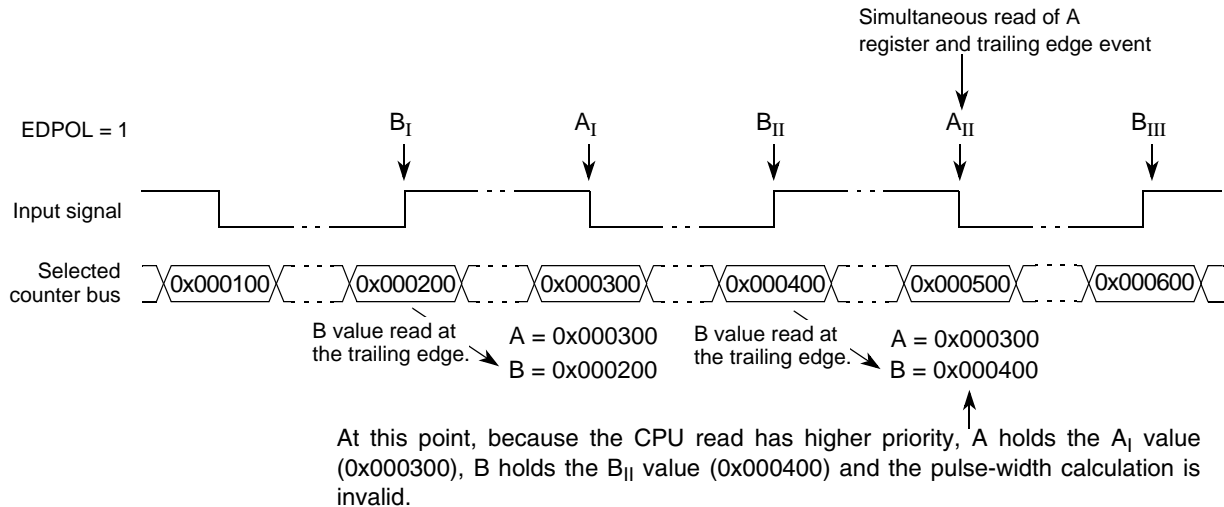 Simultaneous read of A
register and trailing edge event
EDPOL = 1
B_I A_I B_II A_II B_III
Input signal
Selected
counter bus
0x000100 0x000200 0x000300 0x000400 0x000500 0x000600
B value read at
the trailing edge.
A = 0x000300
B = 0x000200
B value read at
the trailing edge.
A = 0x000300
B = 0x000400
At this point, because the CPU read has higher priority, A holds the A_I value
(0x000300), B holds the B_II value (0x000400) and the pulse-width calculation is
invalid.